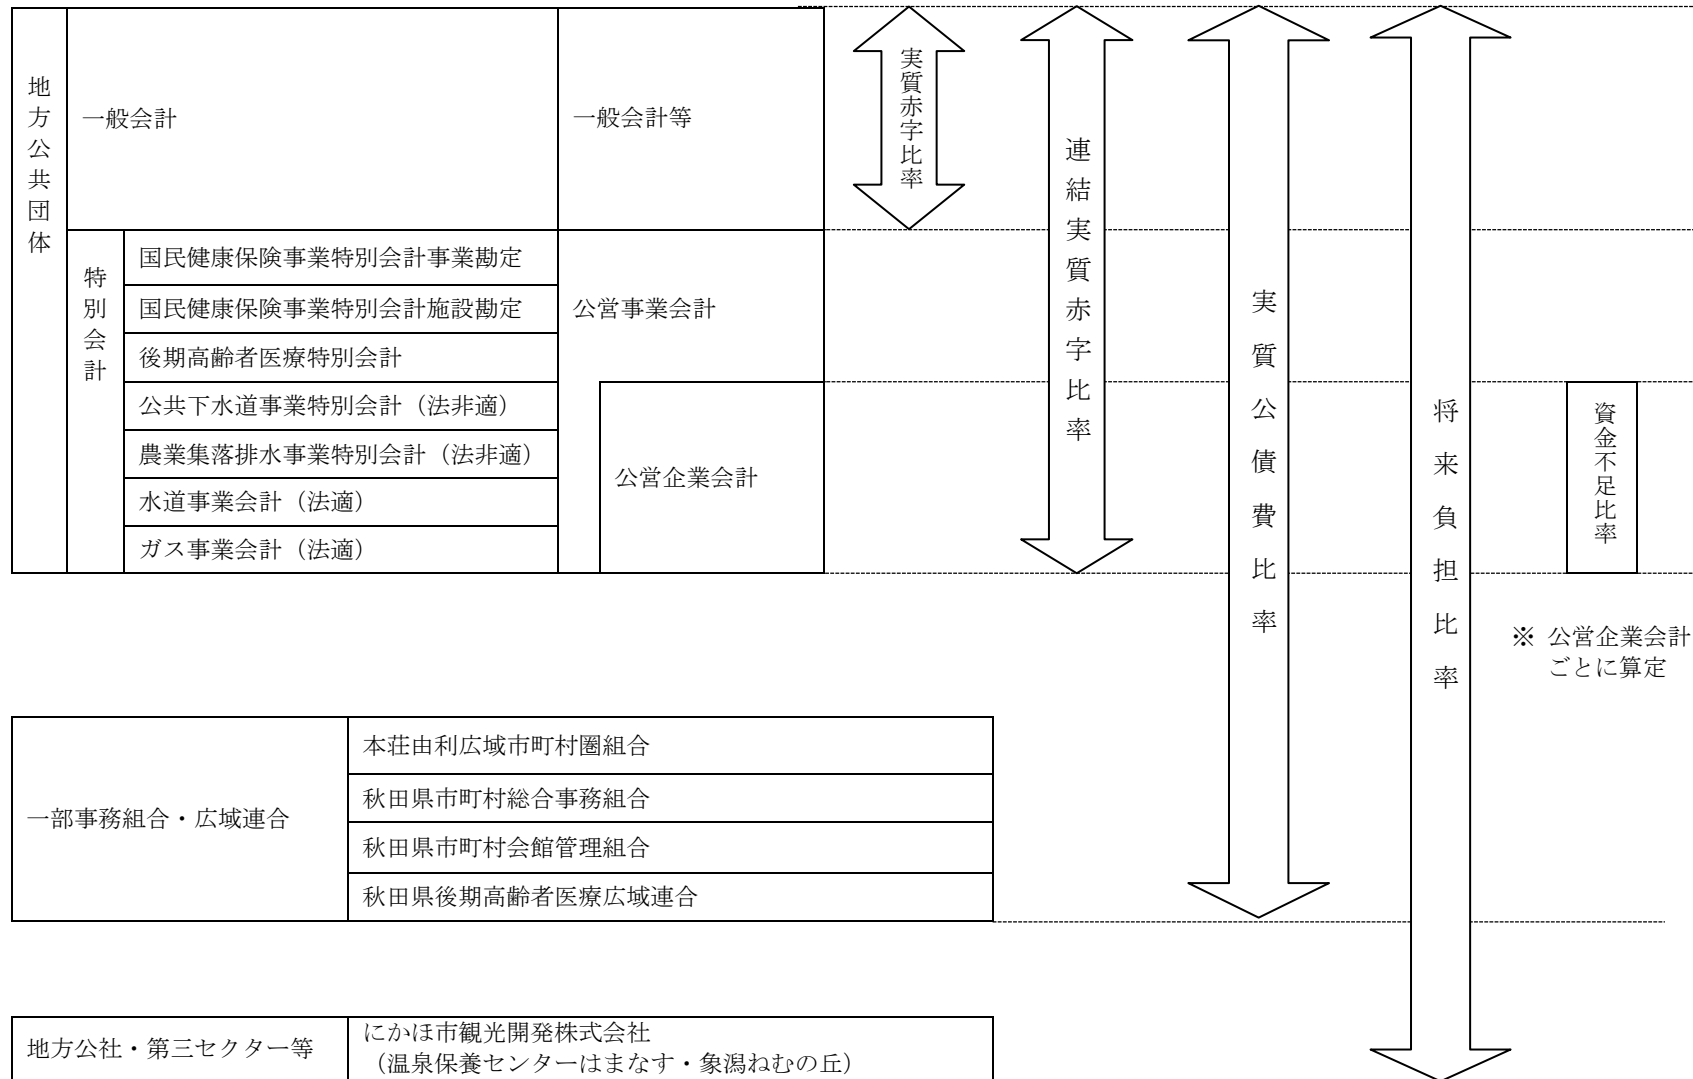 地方公共団体
一般会計
一般会計等
特別会計
国民健康保険事業特別会計事業勘定
国民健康保険事業特別会計施設勘定
後期高齢者医療特別会計
公共下水道事業特別会計（法非適）
農業集落排水事業特別会計（法非適）
水道事業会計（法適）
ガス事業会計（法適）
公営事業会計
公営企業会計
実質赤字比率
連結実質赤字比率
実質公債費比率
将来負担比率
資金不足比率
※ 公営企業会計
ごとに算定
一部事務組合・広域連合
本荘由利広域市町村圏組合
秋田県市町村総合事務組合
秋田県市町村会館管理組合
秋田県後期高齢者医療広域連合
地方公社・第三セクター等
にかほ市観光開発株式会社
（温泉保養センターはまなす・象潟ねむの丘）